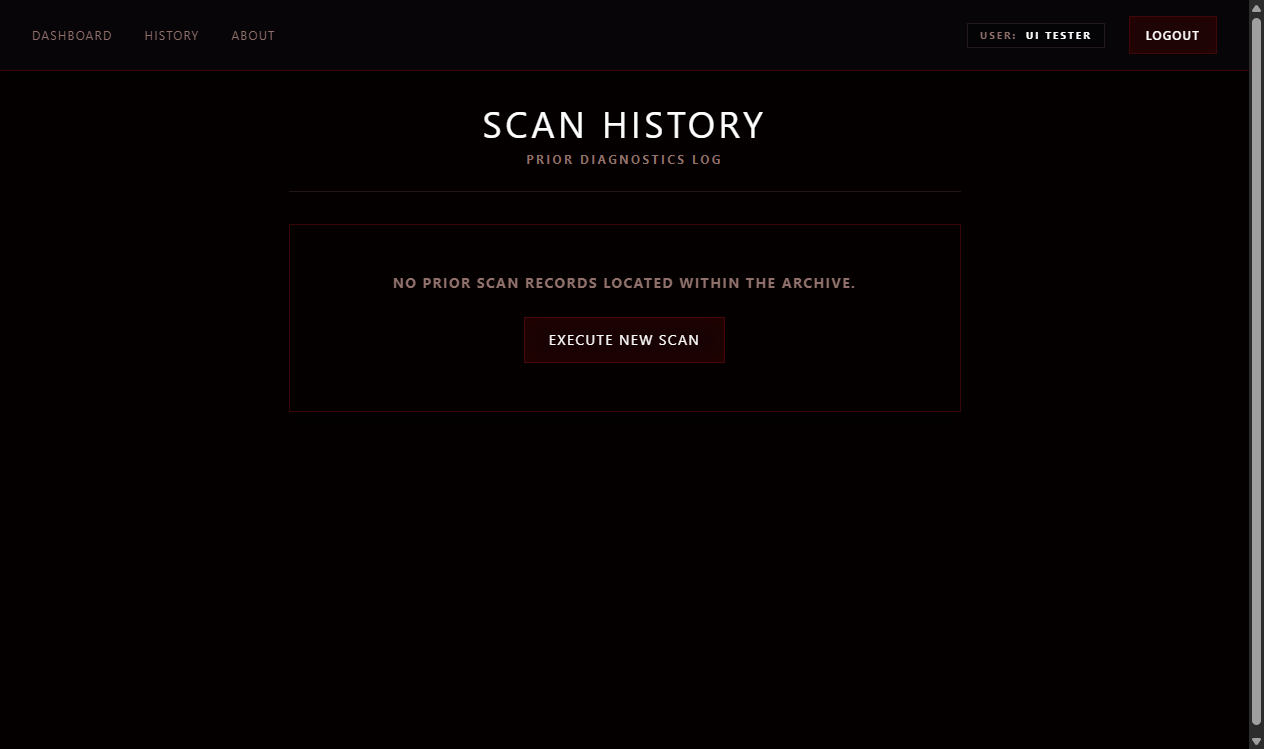 DASHBOARD HISTORY ABOUT USER: UI TESTER LOGOUT
SCAN HISTORY
PRIOR DIAGNOSTICS LOG
NO PRIOR SCAN RECORDS LOCATED WITHIN THE ARCHIVE.
EXECUTE NEW SCAN